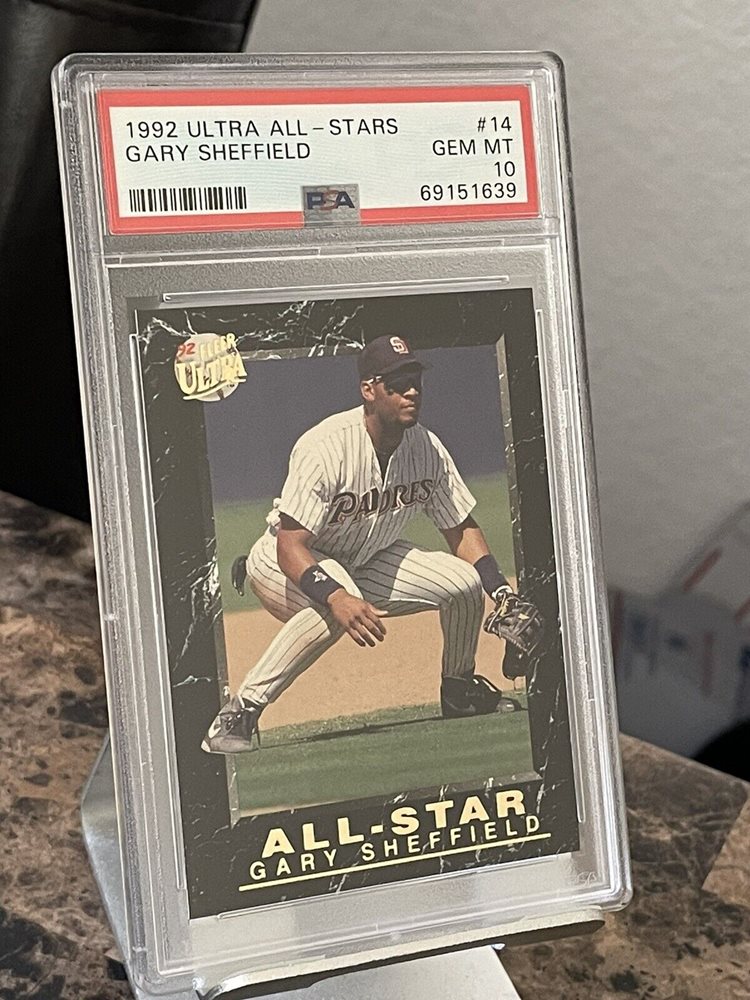 1992 ULTRA ALL-STARS #14
GARY SHEFFIELD GEM MT
10
PSA 69151639
92 FLEER
ULTRA
SD
PADRES
ALL-STAR
GARY SHEFFIELD